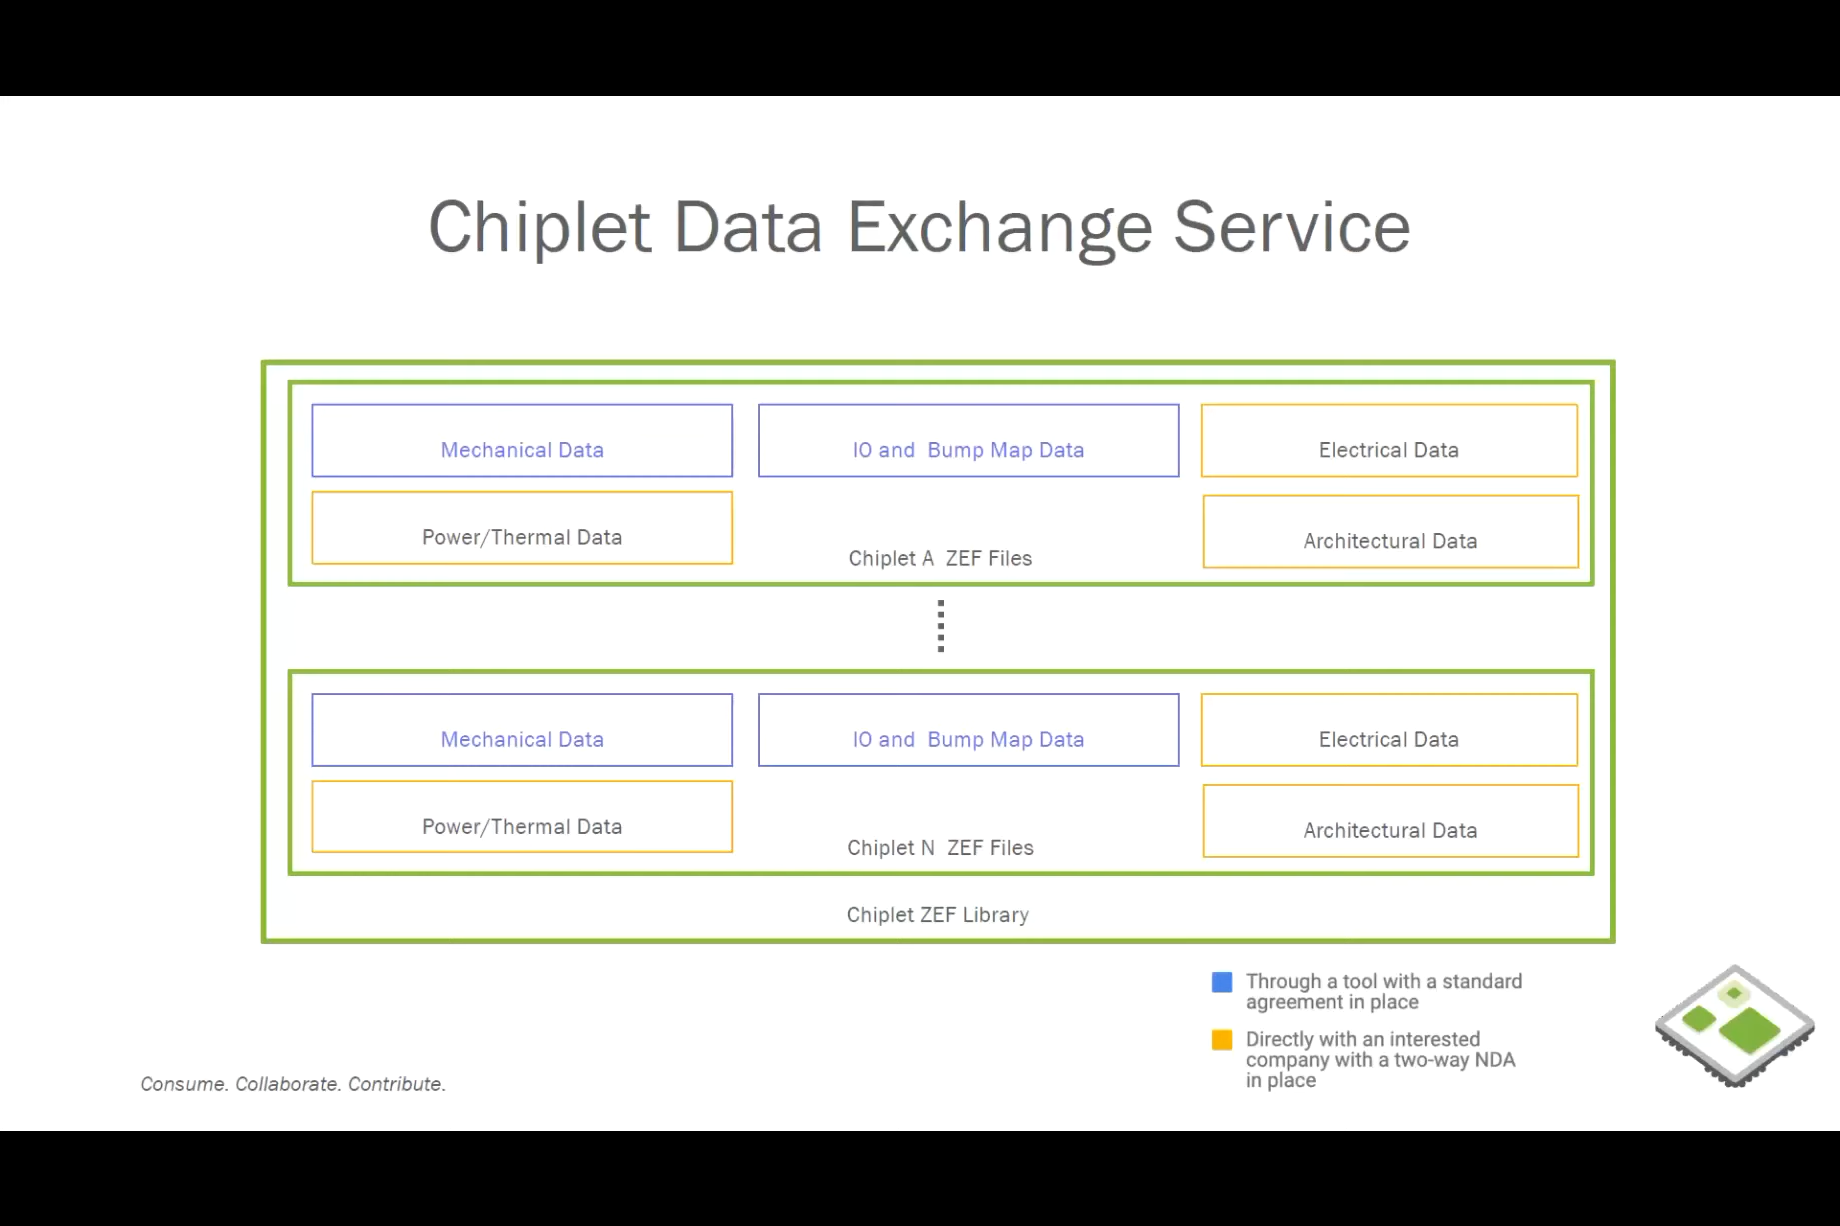 Chiplet Data Exchange Service
Mechanical Data
IO and Bump Map Data
Electrical Data
Power/Thermal Data
Chiplet A ZEF Files
Architectural Data
Mechanical Data
IO and Bump Map Data
Electrical Data
Power/Thermal Data
Chiplet N ZEF Files
Architectural Data
Chiplet ZEF Library
Through a tool with a standard
agreement in place
Directly with an interested
company with a two-way NDA
in place
Consume. Collaborate. Contribute.